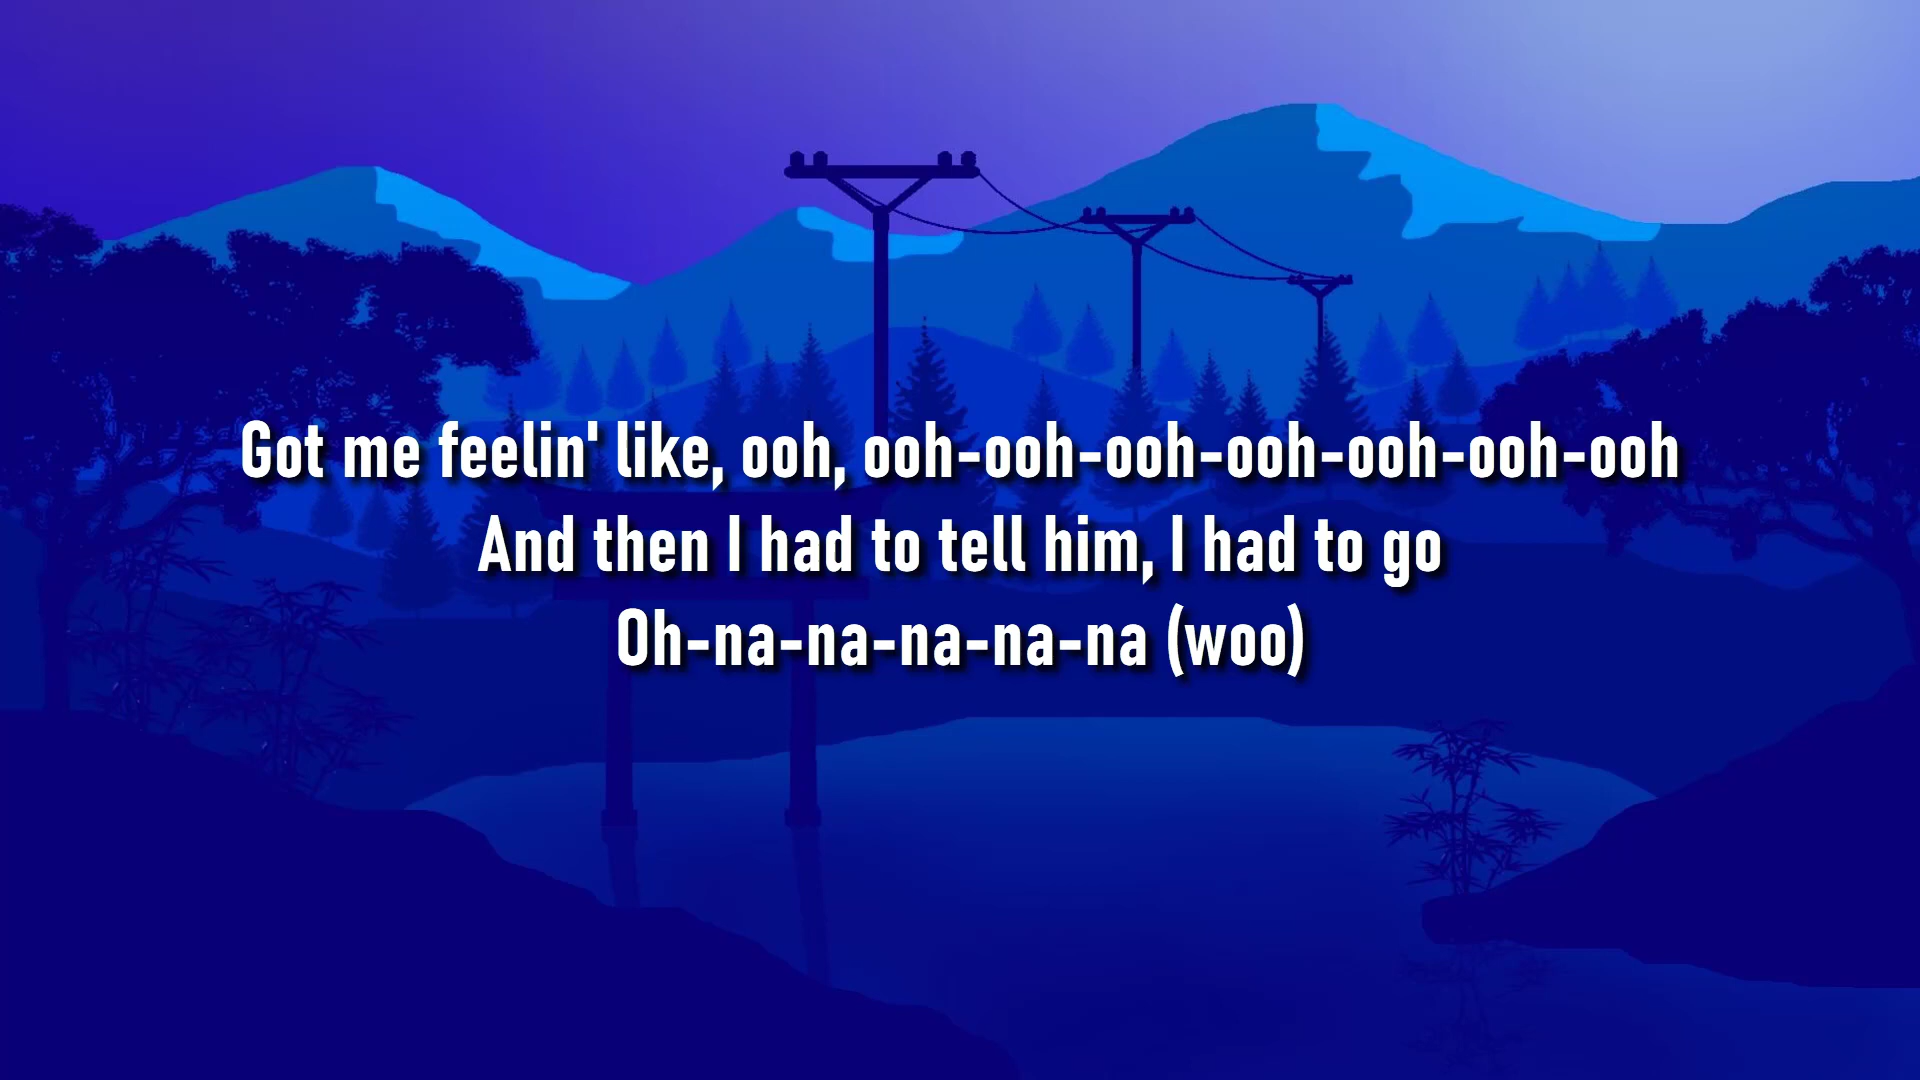 Got me feelin' like, ooh, ooh-ooh-ooh-ooh-ooh-ooh-ooh
And then I had to tell him, I had to go
Oh-na-na-na-na-na (woo)